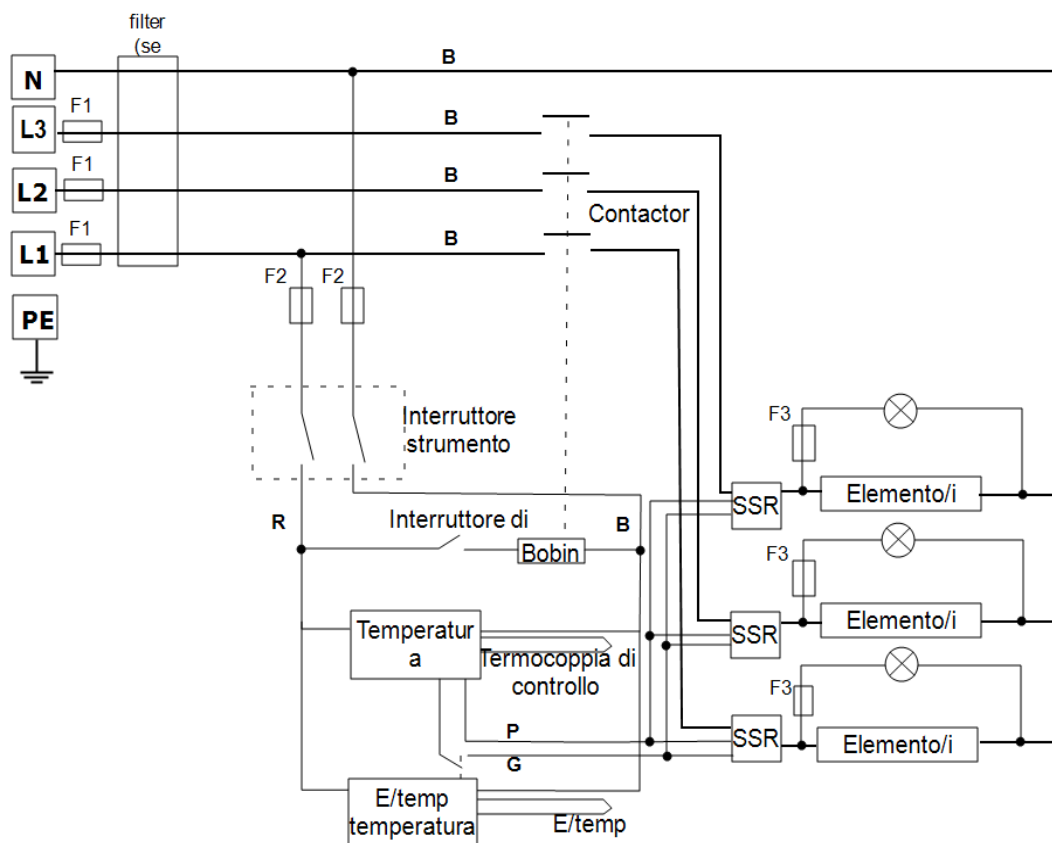 filter
(se
N
B
F1
L3
B
F1
L2
B
Contactor
F1
L1
B
F2
F2
PE
Interruttore
strumento
F3
SSR
Elemento/i
R
Interruttore di
B
Bobin
F3
SSR
Elemento/i
Temperatur
a
Termocoppia di
controllo
F3
P
SSR
Elemento/i
G
E/temp
temperatura
E/temp